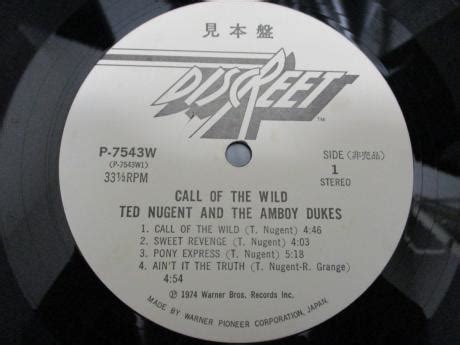 見本盤
DISCREET
TM
P-7543W
(P-7543W1)
33⅓RPM
SIDE (非売品)
1
STEREO
CALL OF THE WILD
TED NUGENT AND THE AMBOY DUKES
1. CALL OF THE WILD (T. Nugent) 4:46
2. SWEET REVENGE (T. Nugent) 4:03
3. PONY EXPRESS (T. Nugent) 5:18
4. AIN'T IT THE TRUTH (T. Nugent-R. Grange)
4:54
Ⓟ 1974 Warner Bros. Records Inc.
MADE BY WARNER PIONEER CORPORATION, JAPAN.